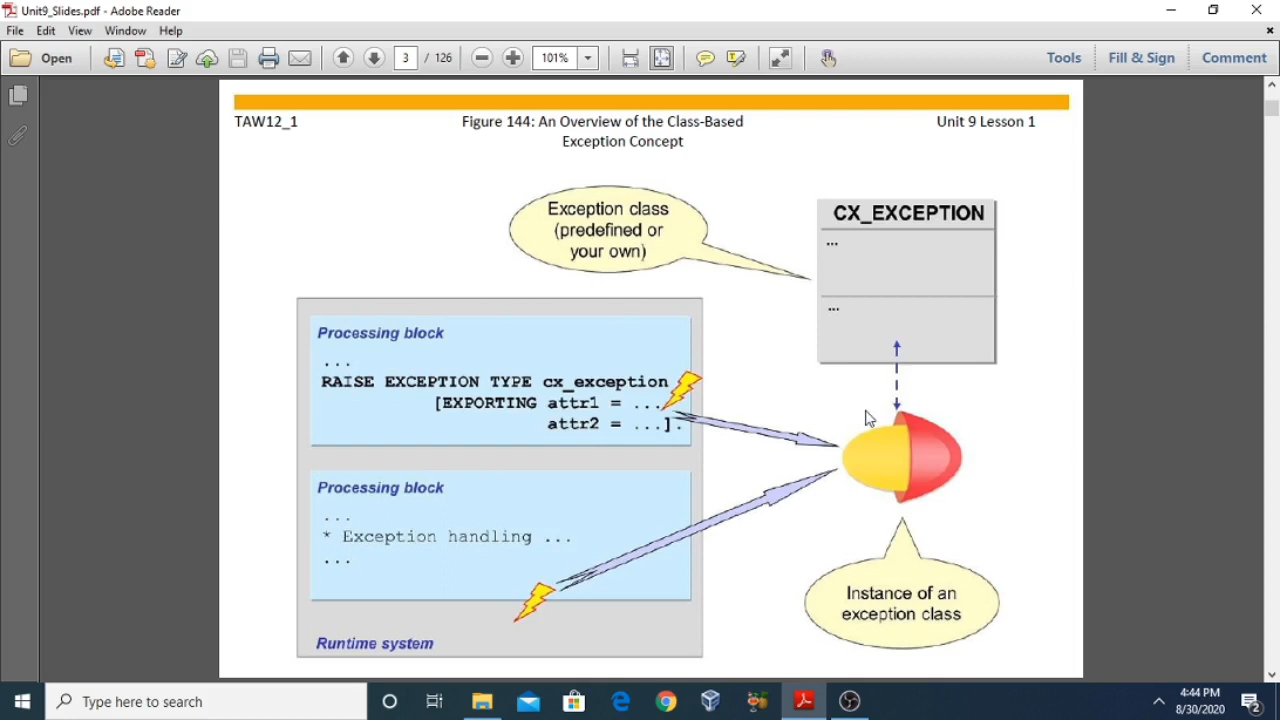 Unit9_Slides.pdf - Adobe Reader
File Edit View Window Help
Open 3 / 126 101% Tools Fill & Sign Comment
TAW12_1 Figure 144: An Overview of the Class-Based Unit 9 Lesson 1
Exception Concept
Exception class
(predefined or
your own)
CX_EXCEPTION
...
...
Processing block
...
RAISE EXCEPTION TYPE cx_exception
[EXPORTING attr1 = ...
attr2 = ...].
Processing block
...
* Exception handling ...
...
Runtime system
Instance of an
exception class
Type here to search
4:44 PM
8/30/2020
2